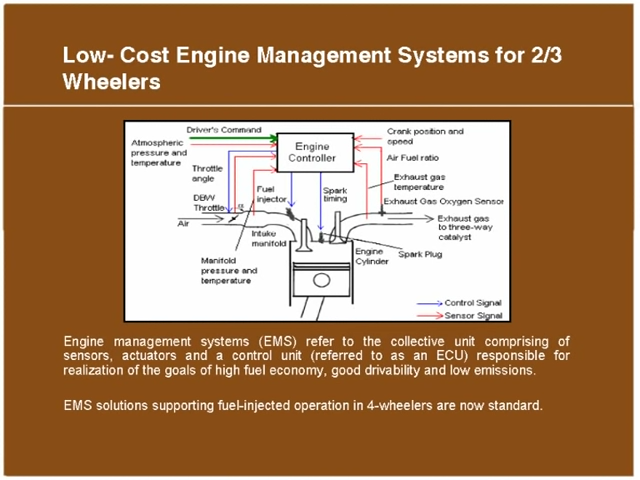 Low- Cost Engine Management Systems for 2/3
Wheelers
Driver's Command
Atmospheric
pressure and
temperature
Throttle
angle
DBW
Throttle
Air
Fuel
injector
Intake
manifold
Manifold
pressure and
temperature
Engine
Controller
Spark
timing
Crank position and
speed
Air Fuel ratio
Exhaust gas
temperature
Exhaust Gas Oxygen Sensor
Exhaust gas
to three-way
catalyst
Engine
Cylinder
Spark Plug
Control Signal
Sensor Signal
Engine management systems (EMS) refer to the collective unit comprising of
sensors, actuators and a control unit (referred to as an ECU) responsible for
realization of the goals of high fuel economy, good drivability and low emissions.
EMS solutions supporting fuel-injected operation in 4-wheelers are now standard.